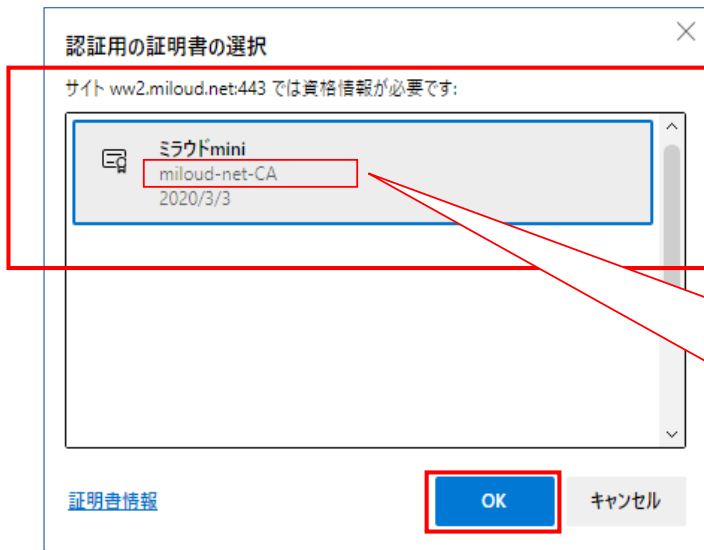 認証用の証明書の選択
サイト ww2.miloud.net:443 では資格情報が必要です:
ミラウドmini
miloud-net-CA
2020/3/3
証明書情報
OK
キャンセル